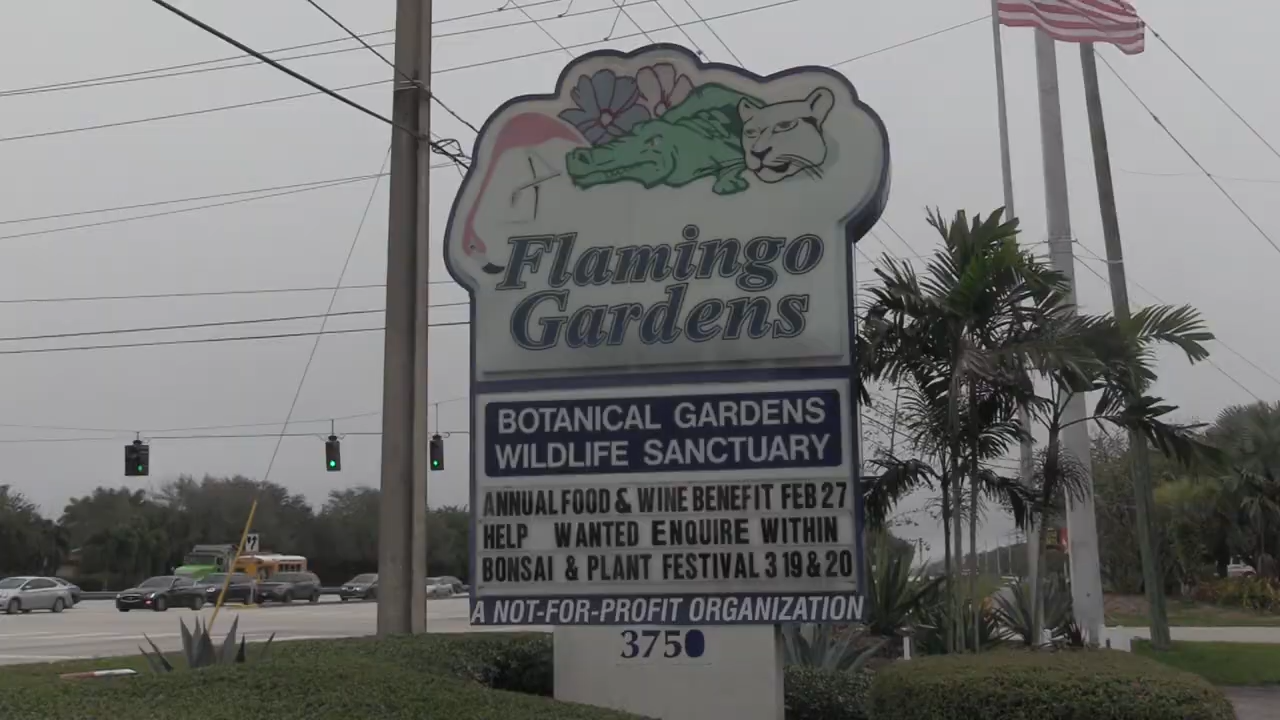 Flamingo
Gardens
BOTANICAL GARDENS
WILDLIFE SANCTUARY
ANNUAL FOOD & WINE BENEFIT FEB 27
HELP WANTED ENQUIRE WITHIN
BONSAI & PLANT FESTIVAL 3 19 & 20
A NOT-FOR-PROFIT ORGANIZATION
3750